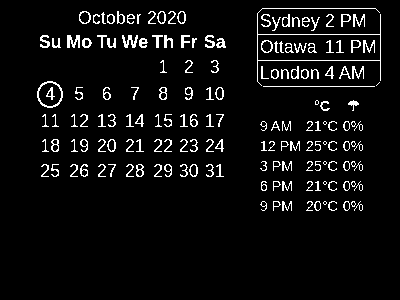 October 2020
Su Mo Tu We Th Fr Sa
1 2 3
4 5 6 7 8 9 10
11 12 13 14 15 16 17
18 19 20 21 22 23 24
25 26 27 28 29 30 31
Sydney 2 PM
Ottawa 11 PM
London 4 AM
°C ☂
9 AM 21°C 0%
12 PM 25°C 0%
3 PM 25°C 0%
6 PM 21°C 0%
9 PM 20°C 0%